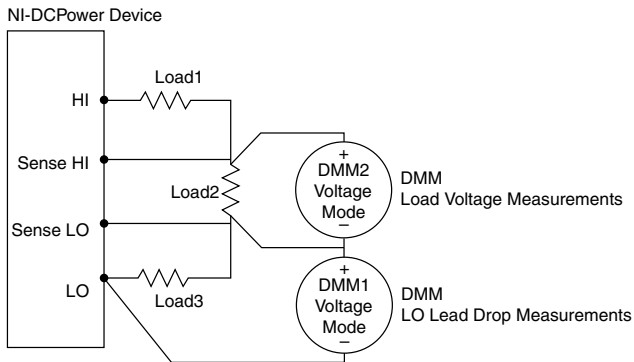 NI-DCPower Device
HI
Load1
Sense HI
Load2
Sense LO
LO
Load3
+
DMM2
Voltage
Mode
–
DMM
Load Voltage Measurements
+
DMM1
Voltage
Mode
–
DMM
LO Lead Drop Measurements